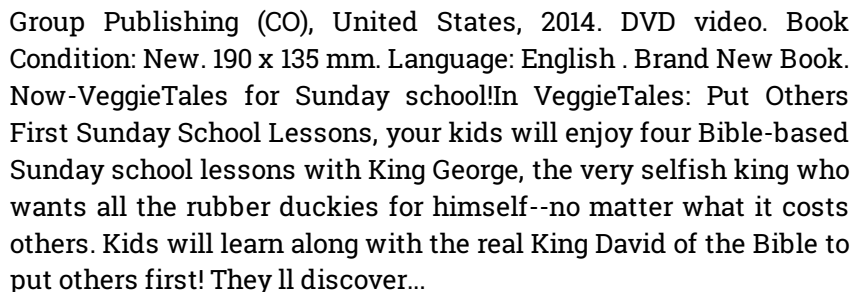 Group Publishing (CO), United States, 2014. DVD video. Book
Condition: New. 190 x 135 mm. Language: English . Brand New Book.
Now-VeggieTales for Sunday school!In VeggieTales: Put Others
First Sunday School Lessons, your kids will enjoy four Bible-based
Sunday school lessons with King George, the very selfish king who
wants all the rubber duckies for himself--no matter what it costs
others. Kids will learn along with the real King David of the Bible to
put others first! They ll discover...